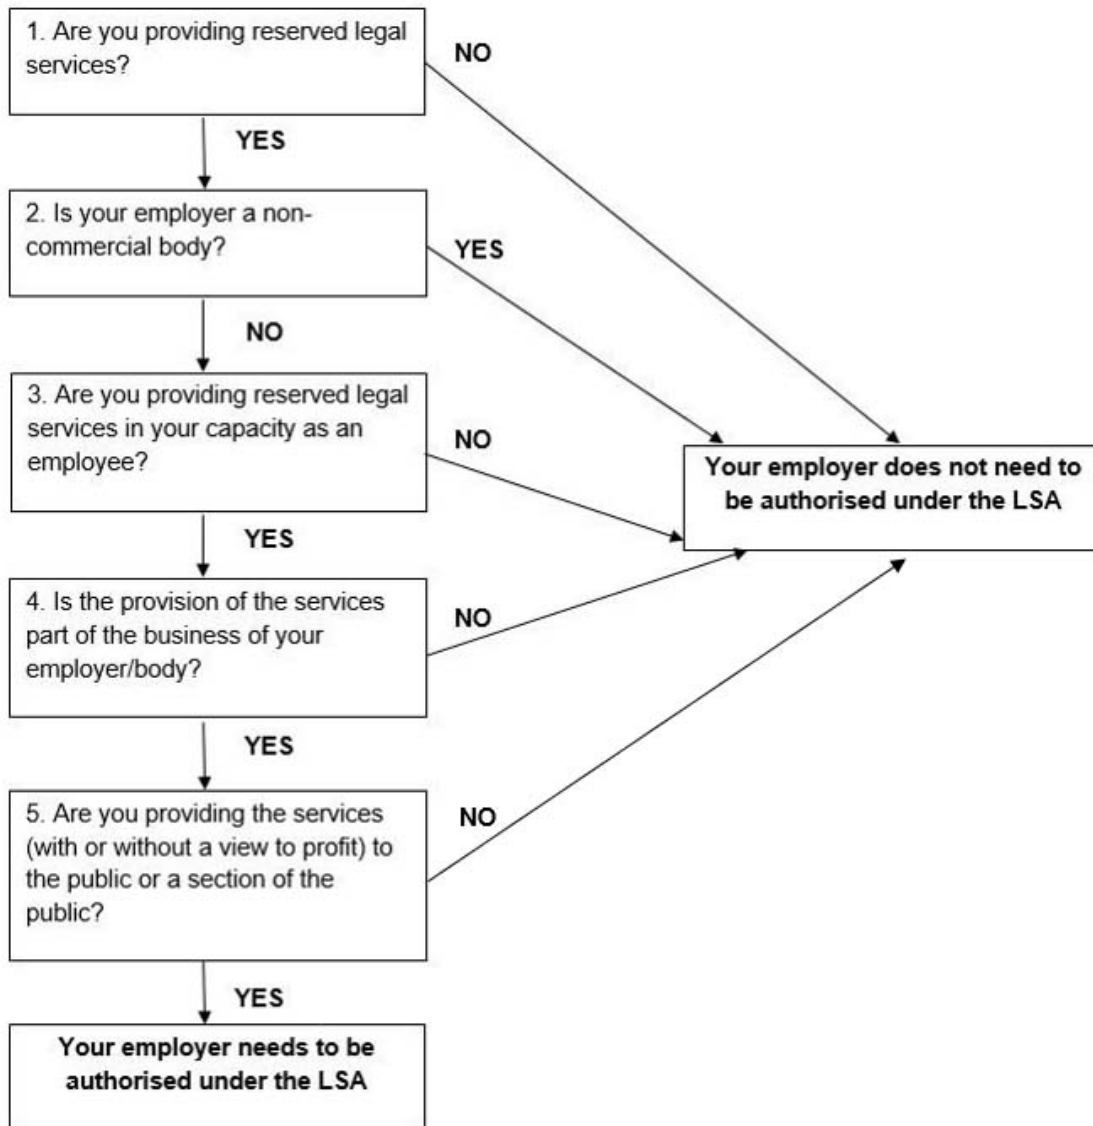 1. Are you providing reserved legal
services?
NO
YES
2. Is your employer a non-
commercial body?
YES
NO
3. Are you providing reserved legal
services in your capacity as an
employee?
NO
Your employer does not need to
be authorised under the LSA
YES
4. Is the provision of the services
part of the business of your
employer/body?
NO
YES
5. Are you providing the services
(with or without a view to profit) to
the public or a section of the
public?
NO
YES
Your employer needs to be
authorised under the LSA